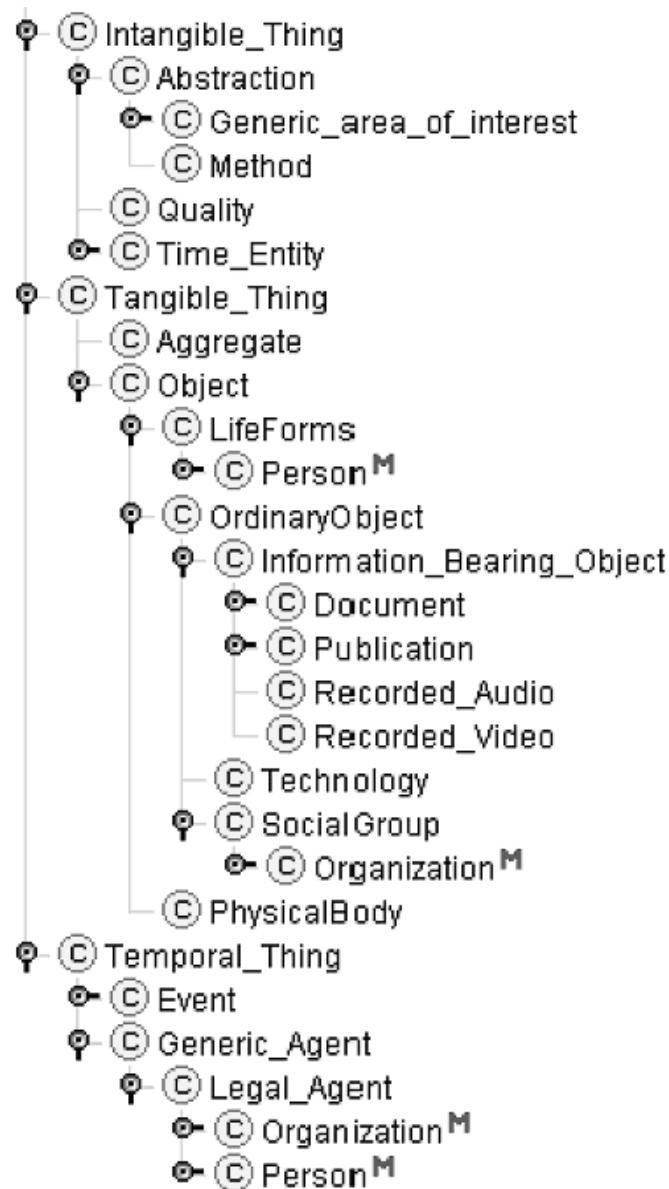 C Intangible_Thing
C Abstraction
C Generic_area_of_interest
C Method
C Quality
C Time_Entity
C Tangible_Thing
C Aggregate
C Object
C LifeForms
C Person M
C OrdinaryObject
C Information_Bearing_Object
C Document
C Publication
C Recorded_Audio
C Recorded_Video
C Technology
C SocialGroup
C Organization M
C PhysicalBody
C Temporal_Thing
C Event
C Generic_Agent
C Legal_Agent
C Organization M
C Person M